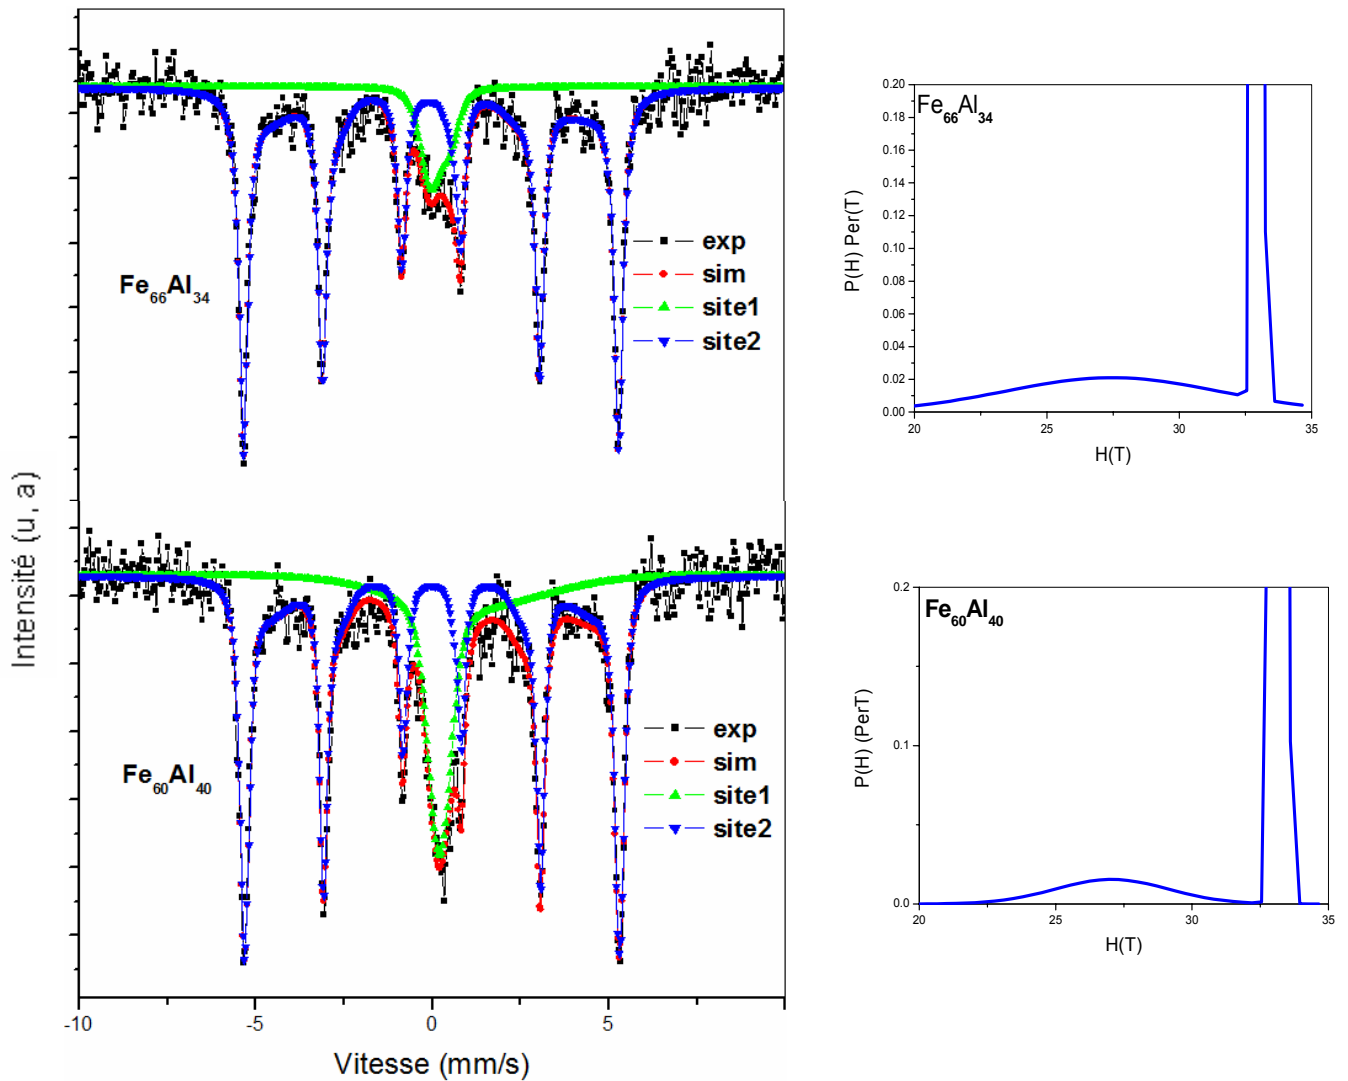 Intensité (u, a)
Fe66Al34
exp
sim
site1
site2
Fe60Al40
exp
sim
site1
site2
-10
-5
0
5
Vitesse (mm/s)
0.20
0.18
0.16
0.14
0.12
0.10
0.08
0.06
0.04
0.02
0.00
P(H) Per(T)
Fe66Al34
20
25
30
35
H(T)
0.2
0.1
0.0
P(H) (PerT)
Fe60Al40
20
25
30
35
H(T)